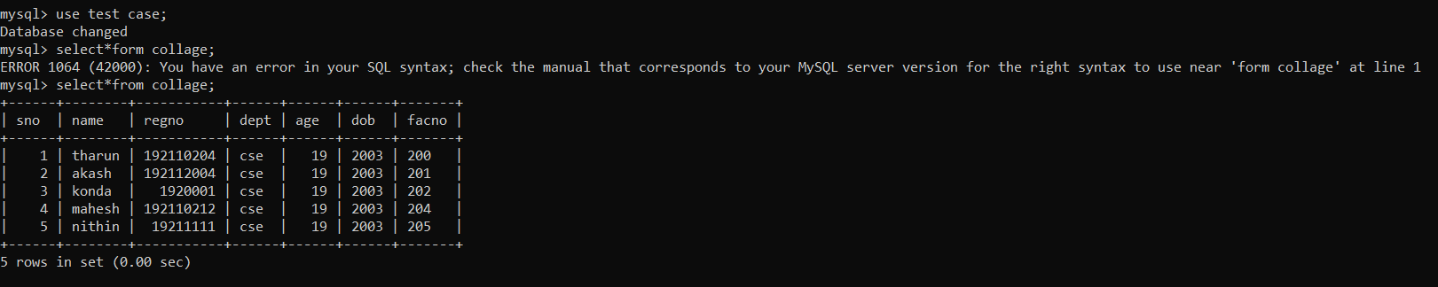 mysql> use test case;
Database changed
mysql> select*form collage;
ERROR 1064 (42000): You have an error in your SQL syntax; check the manual that corresponds to your MySQL server version for the right syntax to use near 'form collage' at line 1
mysql> select*from collage;
+------+--------+-----------+------+------+------+-------+
| sno  | name   | regno     | dept | age  | dob  | facno |
+------+--------+-----------+------+------+------+-------+
|    1 | tharun | 192110204 | cse  |   19 | 2003 | 200   |
|    2 | akash  | 192112004 | cse  |   19 | 2003 | 201   |
|    3 | konda  |   1920001 | cse  |   19 | 2003 | 202   |
|    4 | mahesh | 192110212 | cse  |   19 | 2003 | 204   |
|    5 | nithin |  19211111 | cse  |   19 | 2003 | 205   |
+------+--------+-----------+------+------+------+-------+
5 rows in set (0.00 sec)